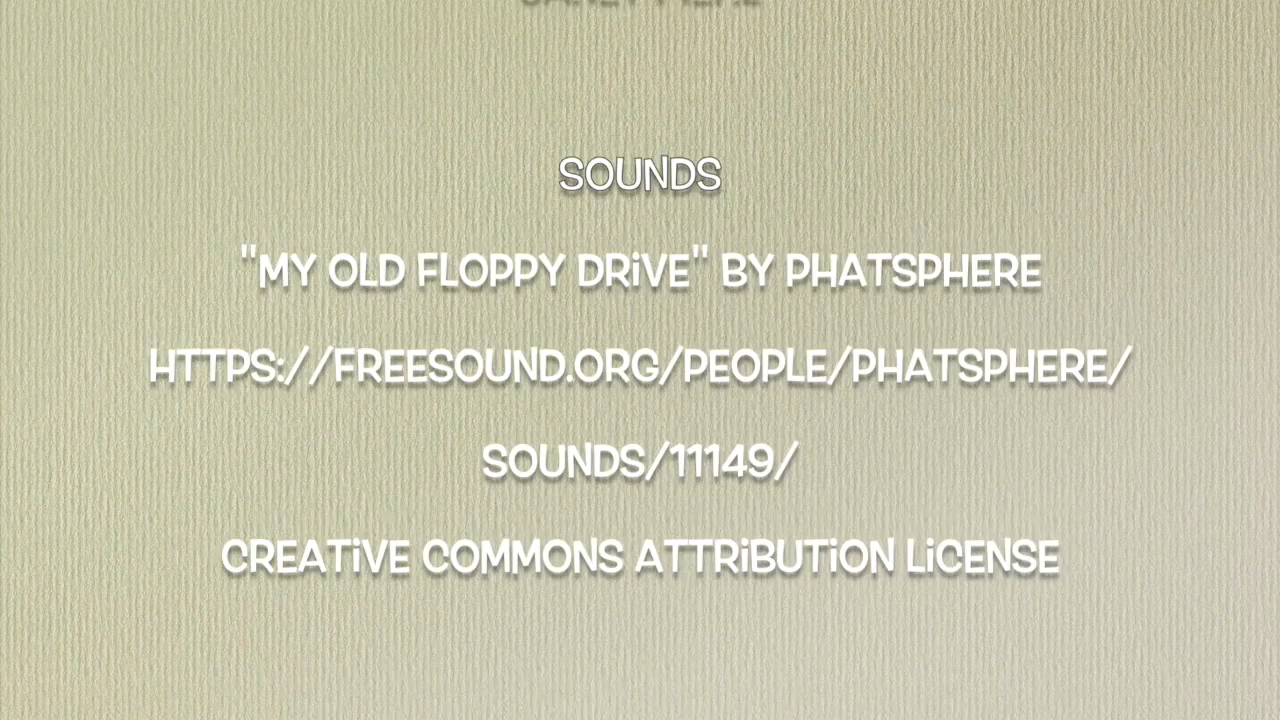 SOUNDS
"MY OLD FLOPPY DRiVE" BY PHATSPHERE
HTTPS://FREESOUND.ORG/PEOPLE/PHATSPHERE/
SOUNDS/11149/
CREATiVE COMMONS ATTRiBUTiON LiCENSE